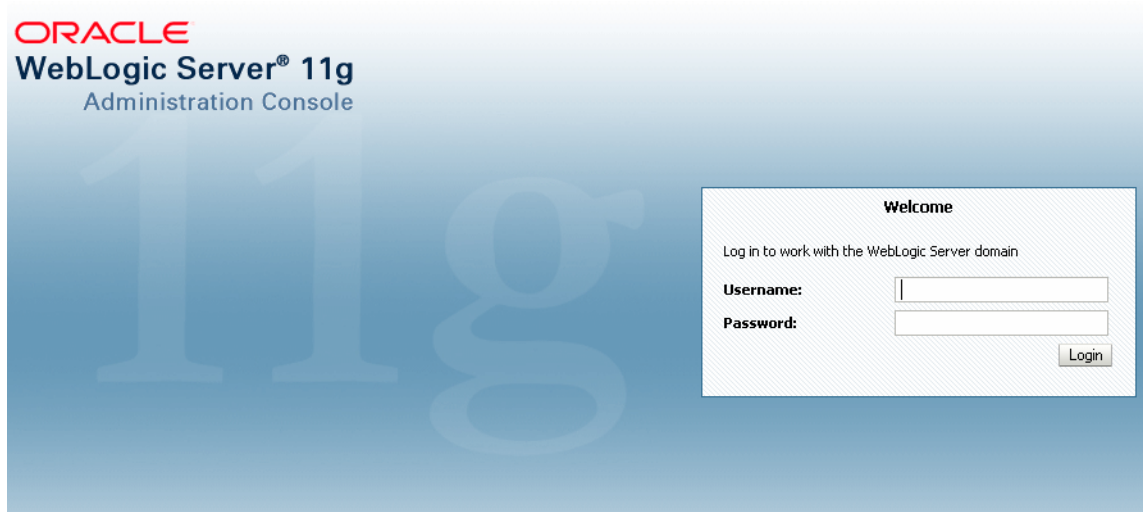 ORACLE
WebLogic Server® 11g
Administration Console
11g
Welcome
Log in to work with the WebLogic Server domain
Username:
Password:
Login